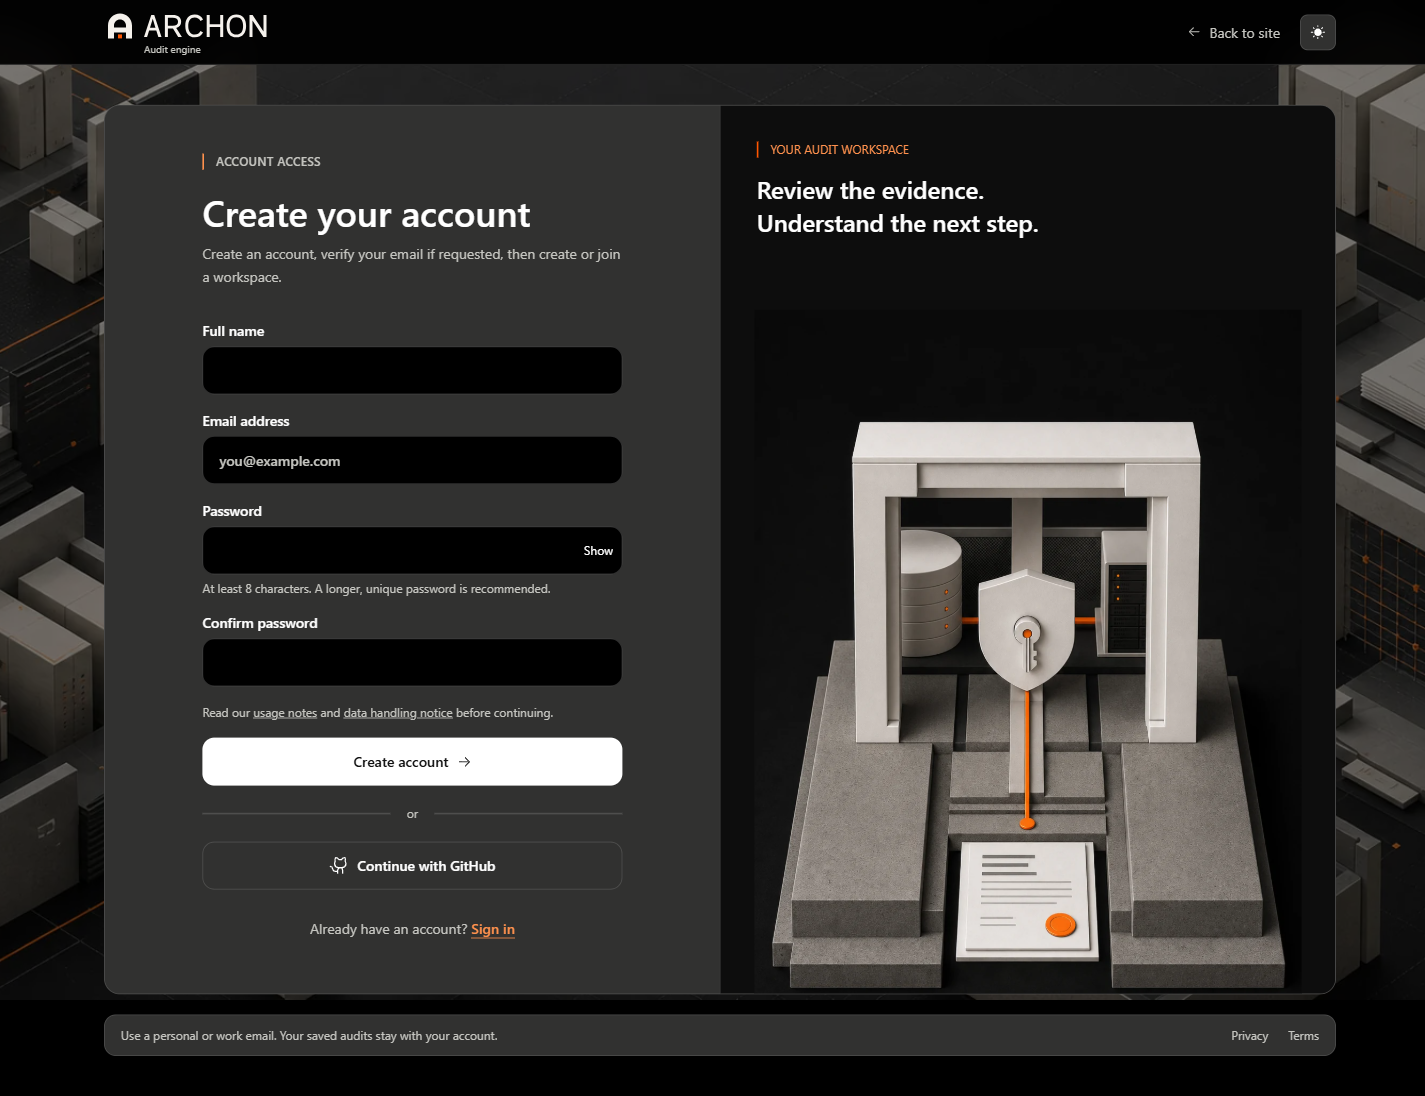 ARCHON
Audit engine
Back to site
ACCOUNT ACCESS
Create your account
Create an account, verify your email if requested, then create or join
a workspace.
Full name
Email address
you@example.com
Password
Show
At least 8 characters. A longer, unique password is recommended.
Confirm password
Read our usage notes and data handling notice before continuing.
Create account
or
Continue with GitHub
Already have an account? Sign in
YOUR AUDIT WORKSPACE
Review the evidence.
Understand the next step.
Use a personal or work email. Your saved audits stay with your account.
Privacy
Terms